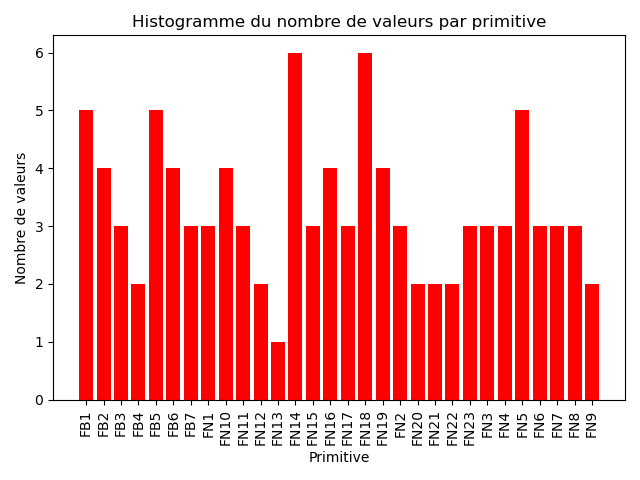 Histogramme du nombre de valeurs par primitive
Nombre de valeurs
6
5
4
3
2
1
0
FB1 FB2 FB3 FB4 FB5 FB6 FB7 FN1 FN10 FN11 FN12 FN13 FN14 FN15 FN16 FN17 FN18 FN19 FN2 FN20 FN21 FN22 FN23 FN3 FN4 FN5 FN6 FN7 FN8 FN9
Primitive